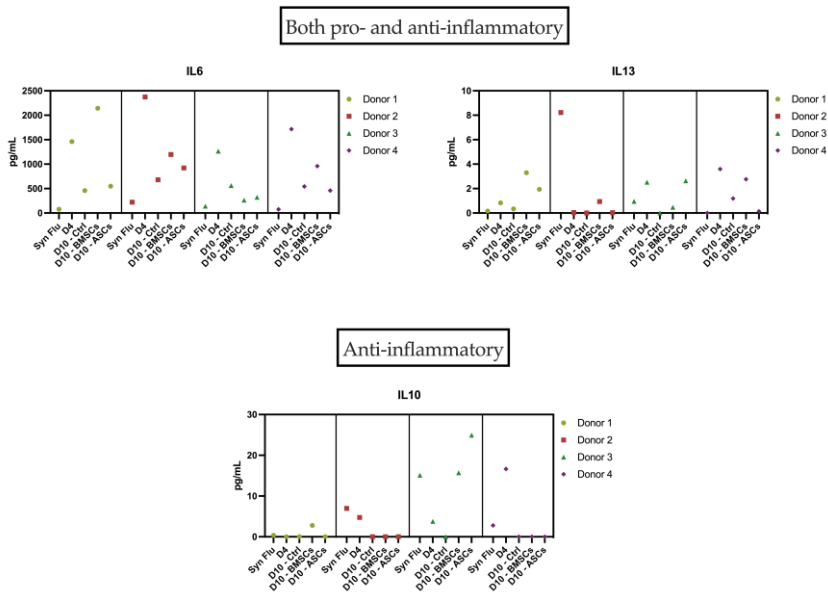 Both pro- and anti-inflammatory
IL6
2500
2000
1500
1000
500
0
pg/mL
Syn Flu
D4
D10 - Ctrl
D10 - BMSCs
D10 - ASCs
Syn Flu
D4
D10 - Ctrl
D10 - BMSCs
D10 - ASCs
Syn Flu
D4
D10 - Ctrl
D10 - BMSCs
D10 - ASCs
Syn Flu
D4
D10 - Ctrl
D10 - BMSCs
D10 - ASCs
Donor 1
Donor 2
Donor 3
Donor 4
IL13
10
8
6
4
2
0
pg/mL
Syn Flu
D4
D10 - Ctrl
D10 - BMSCs
D10 - ASCs
Syn Flu
D4
D10 - Ctrl
D10 - BMSCs
D10 - ASCs
Syn Flu
D4
D10 - Ctrl
D10 - BMSCs
D10 - ASCs
Syn Flu
D4
D10 - Ctrl
D10 - BMSCs
D10 - ASCs
Donor 1
Donor 2
Donor 3
Donor 4
Anti-inflammatory
IL10
30
20
10
0
pg/mL
Syn Flu
D4
D10 - Ctrl
D10 - BMSCs
D10 - ASCs
Syn Flu
D4
D10 - Ctrl
D10 - BMSCs
D10 - ASCs
Syn Flu
D4
D10 - Ctrl
D10 - BMSCs
D10 - ASCs
Syn Flu
D4
D10 - Ctrl
D10 - BMSCs
D10 - ASCs
Donor 1
Donor 2
Donor 3
Donor 4